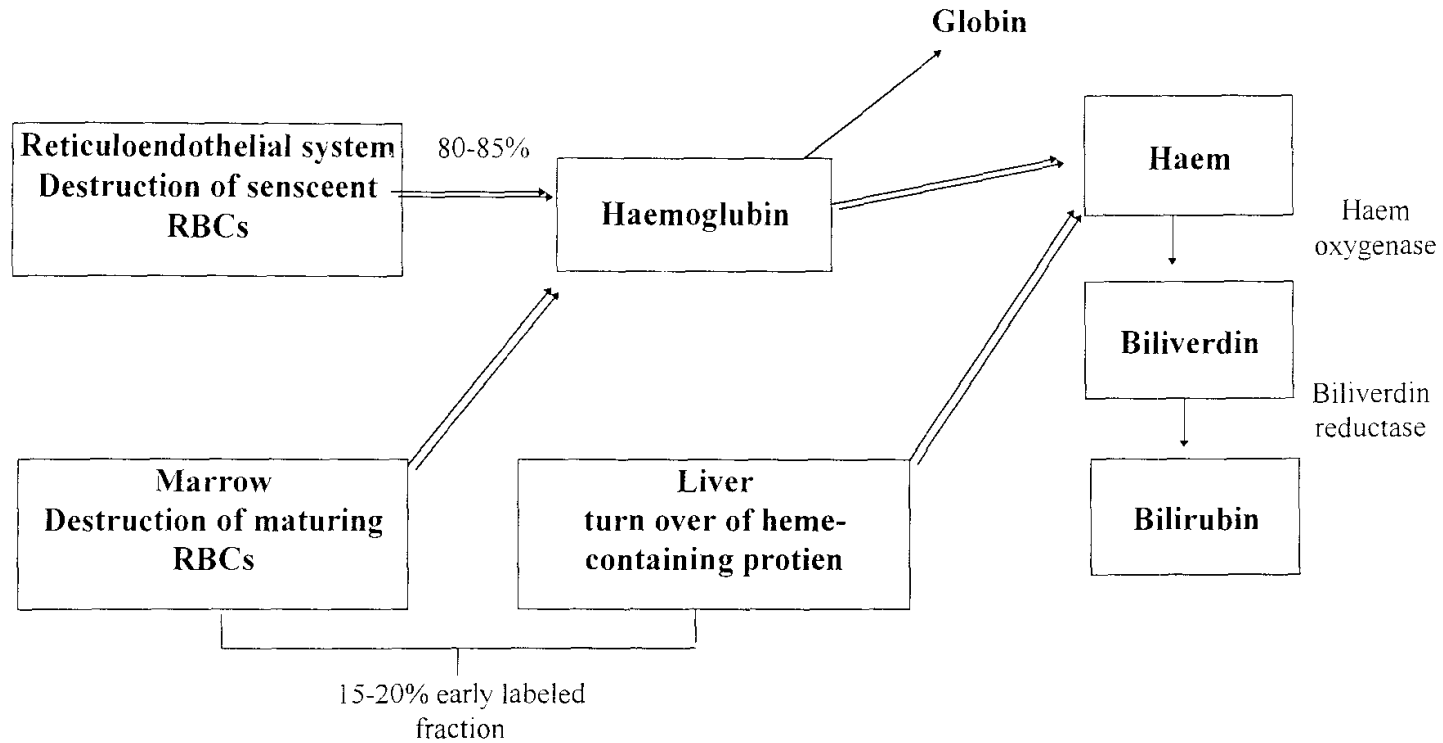 Globin
Reticuloendothelial system
Destruction of sensceent
RBCs
80-85%
Haemoglubin
Haem
Haem
oxygenase
Biliverdin
Biliverdin
reductase
Bilirubin
Marrow
Destruction of maturing
RBCs
Liver
turn over of heme-
containing protien
15-20% early labeled
fraction